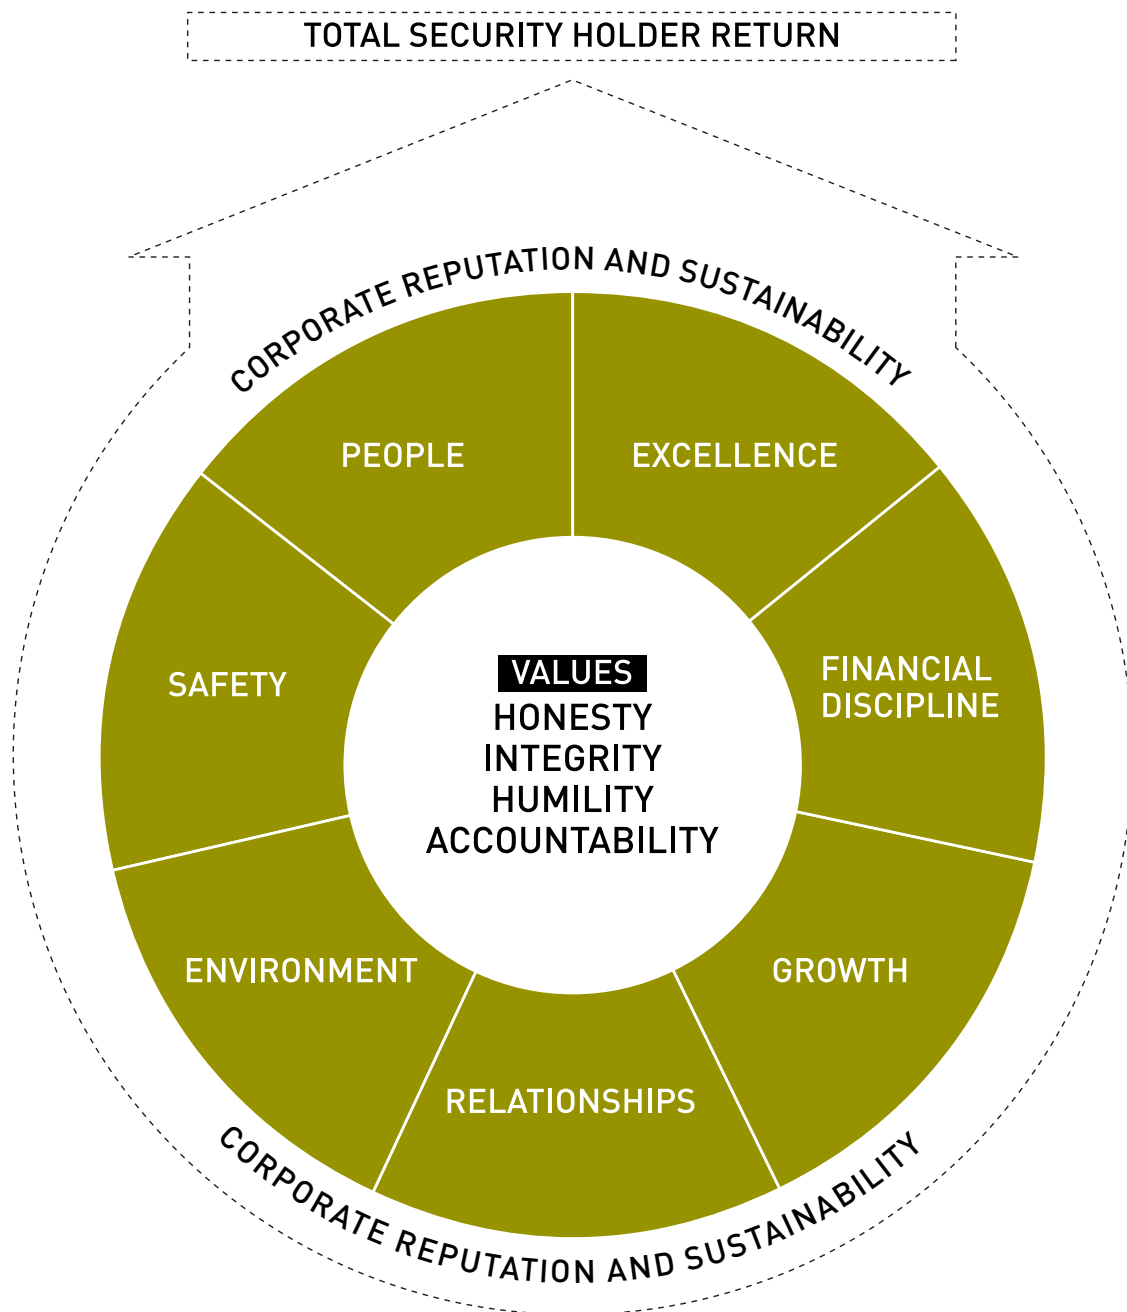 TOTAL SECURITY HOLDER RETURN
CORPORATE REPUTATION AND SUSTAINABILITY
PEOPLE
EXCELLENCE
SAFETY
FINANCIAL
DISCIPLINE
VALUES
HONESTY
INTEGRITY
HUMILITY
ACCOUNTABILITY
ENVIRONMENT
GROWTH
RELATIONSHIPS
CORPORATE REPUTATION AND SUSTAINABILITY